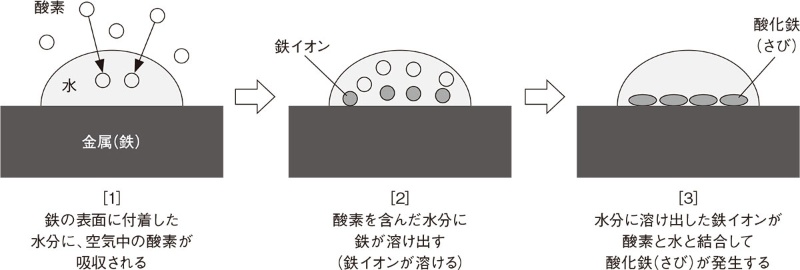 酸素
水
金属(鉄)
[1]
鉄の表面に付着した
水分に、空気中の酸素が
吸収される
鉄イオン
[2]
酸素を含んだ水分に
鉄が溶け出す
(鉄イオンが溶ける)
酸化鉄
(さび)
[3]
水分に溶け出した鉄イオンが
酸素と水と結合して
酸化鉄(さび)が発生する